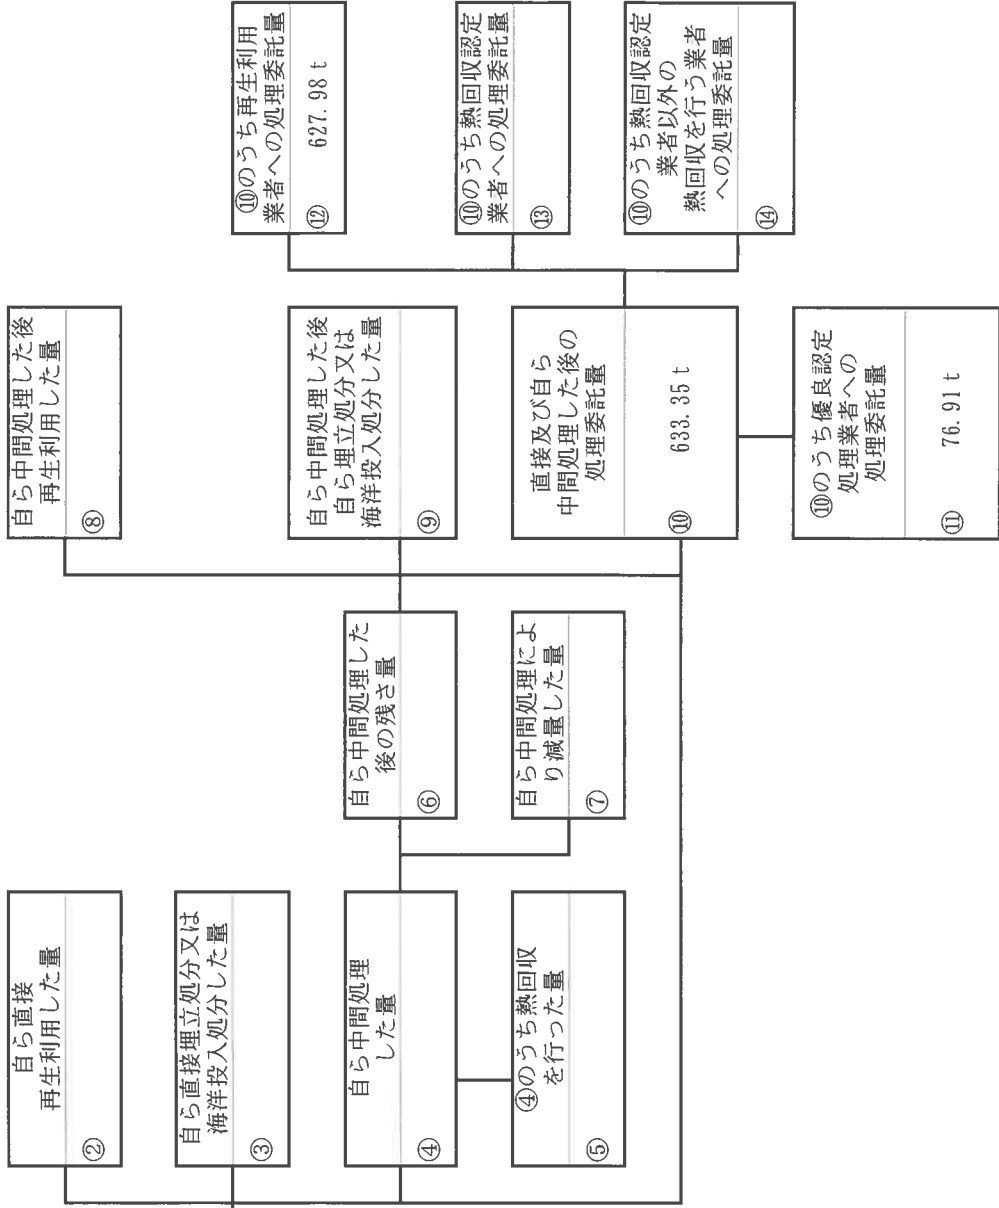 自ら直接
再生利用した量
②
自ら直接埋立処分又は
海洋投入処分した量
③
自ら中間処理
した量
④
④のうち熱回収
を行った量
⑤
自ら中間処理した
後の残さ量
⑥
自ら中間処理によ
り減量した量
⑦
自ら中間処理した後
再生利用した量
⑧
自ら中間処理した後
自ら埋立処分又は
海洋投入処分した量
⑨
直接及び自ら
中間処理した後の
処理委託量
⑩ 633.35 t
⑩のうち優良認定
処理業者への
処理委託量
⑪ 76.91 t
⑩のうち再生利用
業者への処理委託量
⑫ 627.98 t
⑩のうち熱回収認定
業者への処理委託量
⑬
⑩のうち熱回収認定
業者以外の
熱回収を行う業者
への処理委託量
⑭